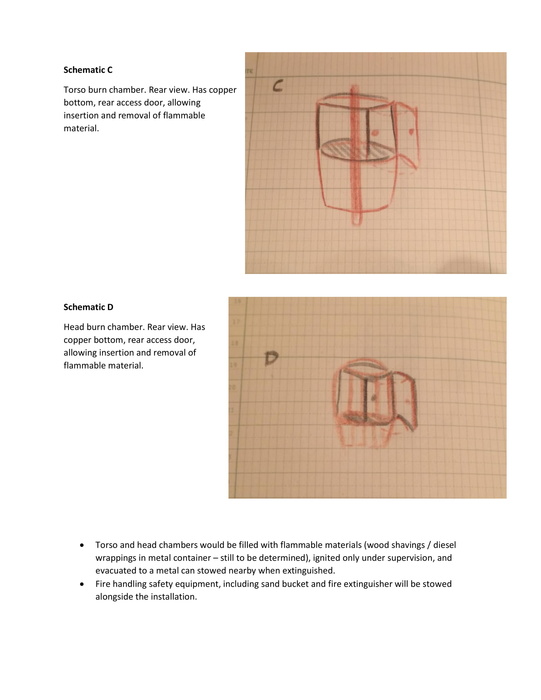 Schematic C
Torso burn chamber. Rear view. Has copper
bottom, rear access door, allowing
insertion and removal of flammable
material.
C
Schematic D
Head burn chamber. Rear view. Has
copper bottom, rear access door,
allowing insertion and removal of
flammable material.
D
• Torso and head chambers would be filled with flammable materials (wood shavings / diesel
wrappings in metal container – still to be determined), ignited only under supervision, and
evacuated to a metal can stowed nearby when extinguished.
• Fire handling safety equipment, including sand bucket and fire extinguisher will be stowed
alongside the installation.